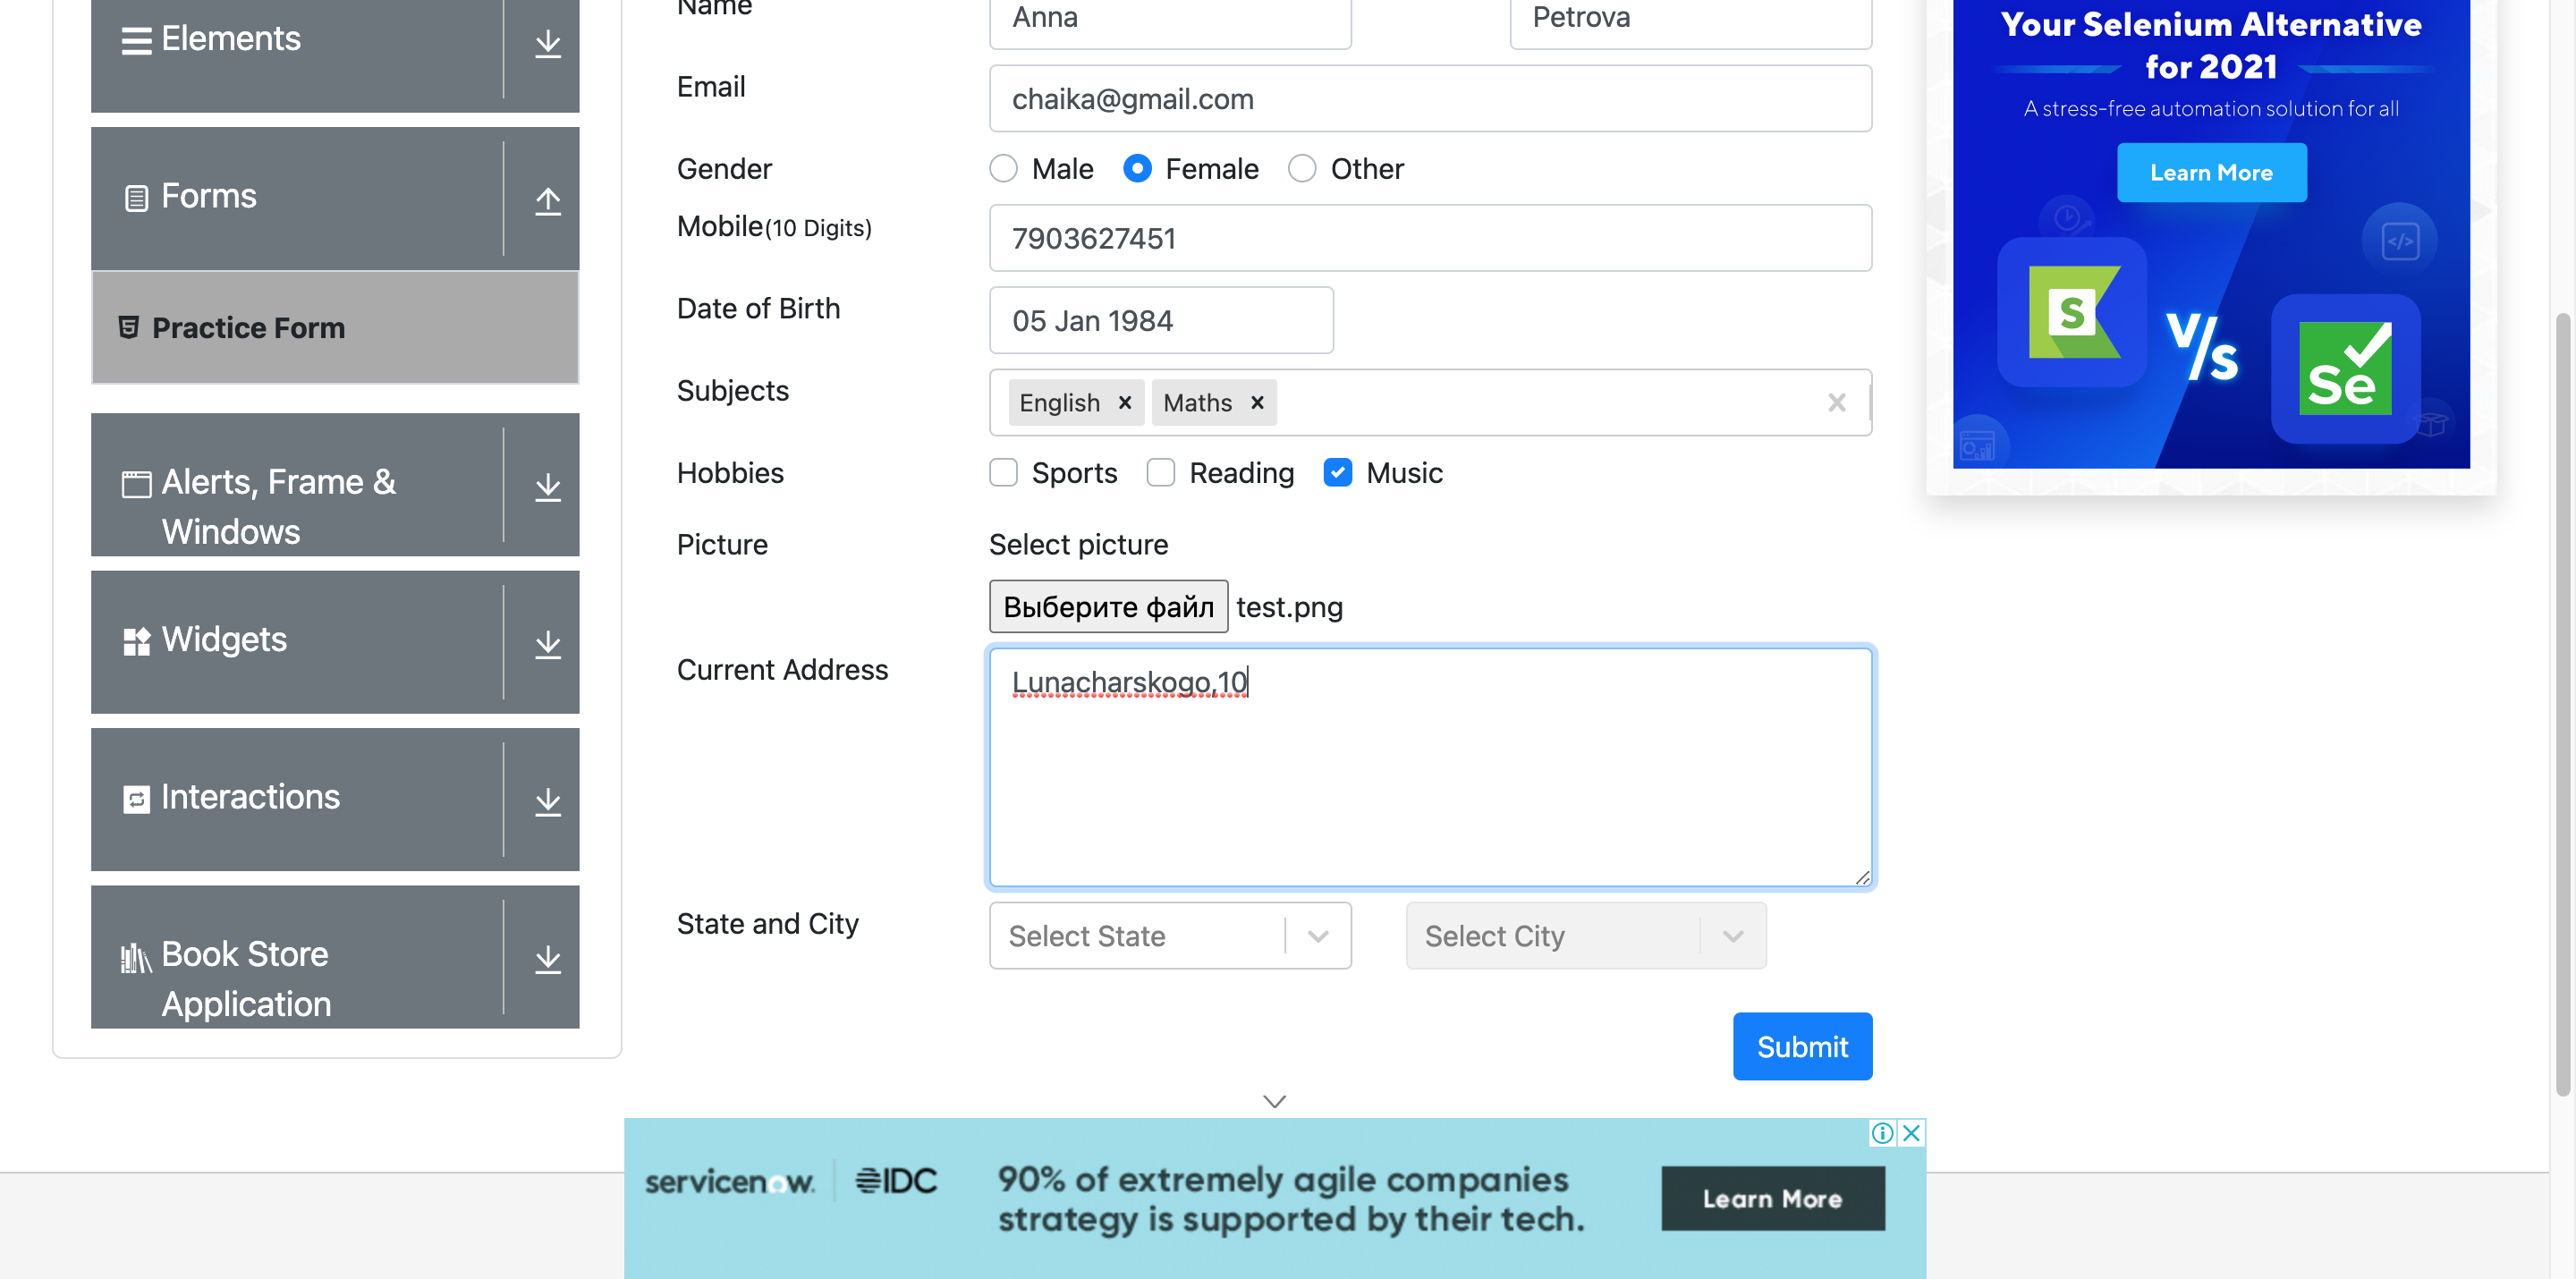 Elements
Forms
Practice Form
Alerts, Frame &
Windows
Widgets
Interactions
Book Store
Application
Name
Anna
Petrova
Email
chaika@gmail.com
Gender
Male
Female
Other
Mobile(10 Digits)
7903627451
Date of Birth
05 Jan 1984
Subjects
English
Maths
Hobbies
Sports
Reading
Music
Picture
Select picture
Выберите файл test.png
Current Address
Lunacharskogo,10
State and City
Select State
Select City
Submit
Your Selenium Alternative
for 2021
A stress-free automation solution for all
Learn More
S
V/s
Se
servicenow.
IDC
90% of extremely agile companies
strategy is supported by their tech.
Learn More